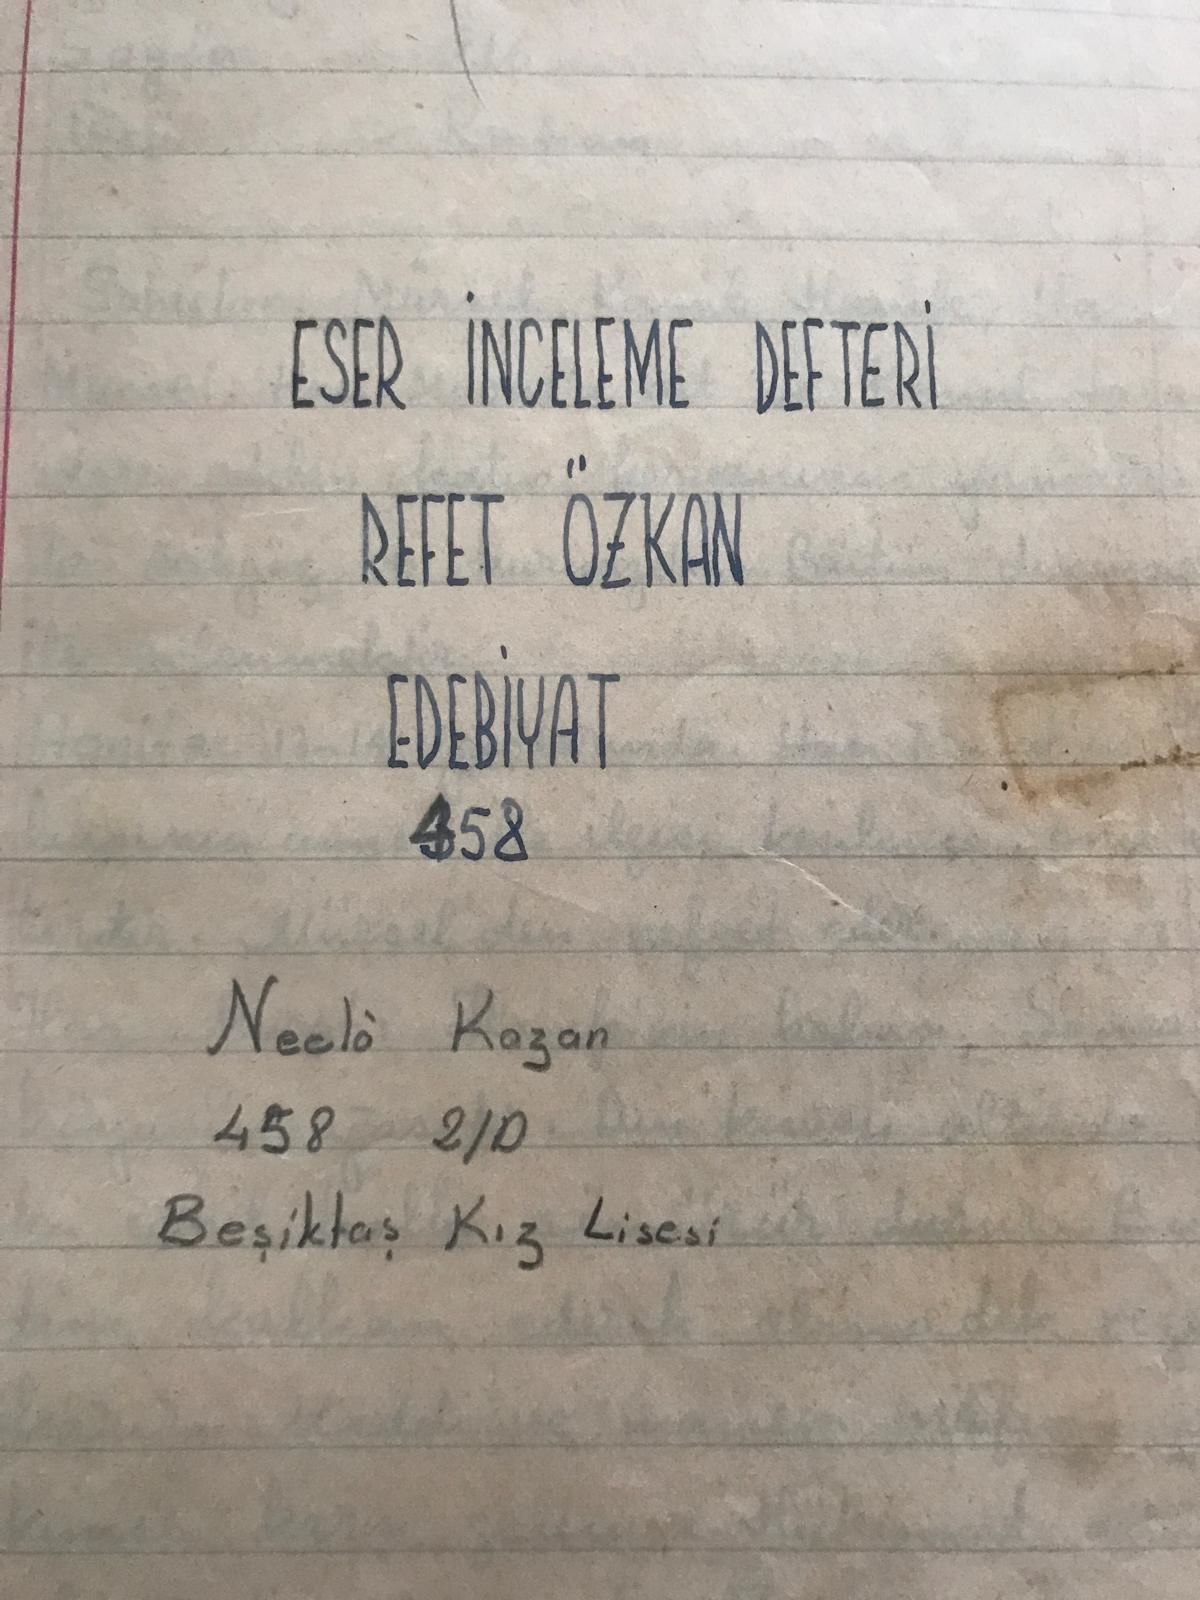 ESER İNCELEME DEFTERİ
REFET ÖZKAN
EDEBİYAT
458
Neclâ Kazan
458 2/D
Beşiktaş Kız Lisesi